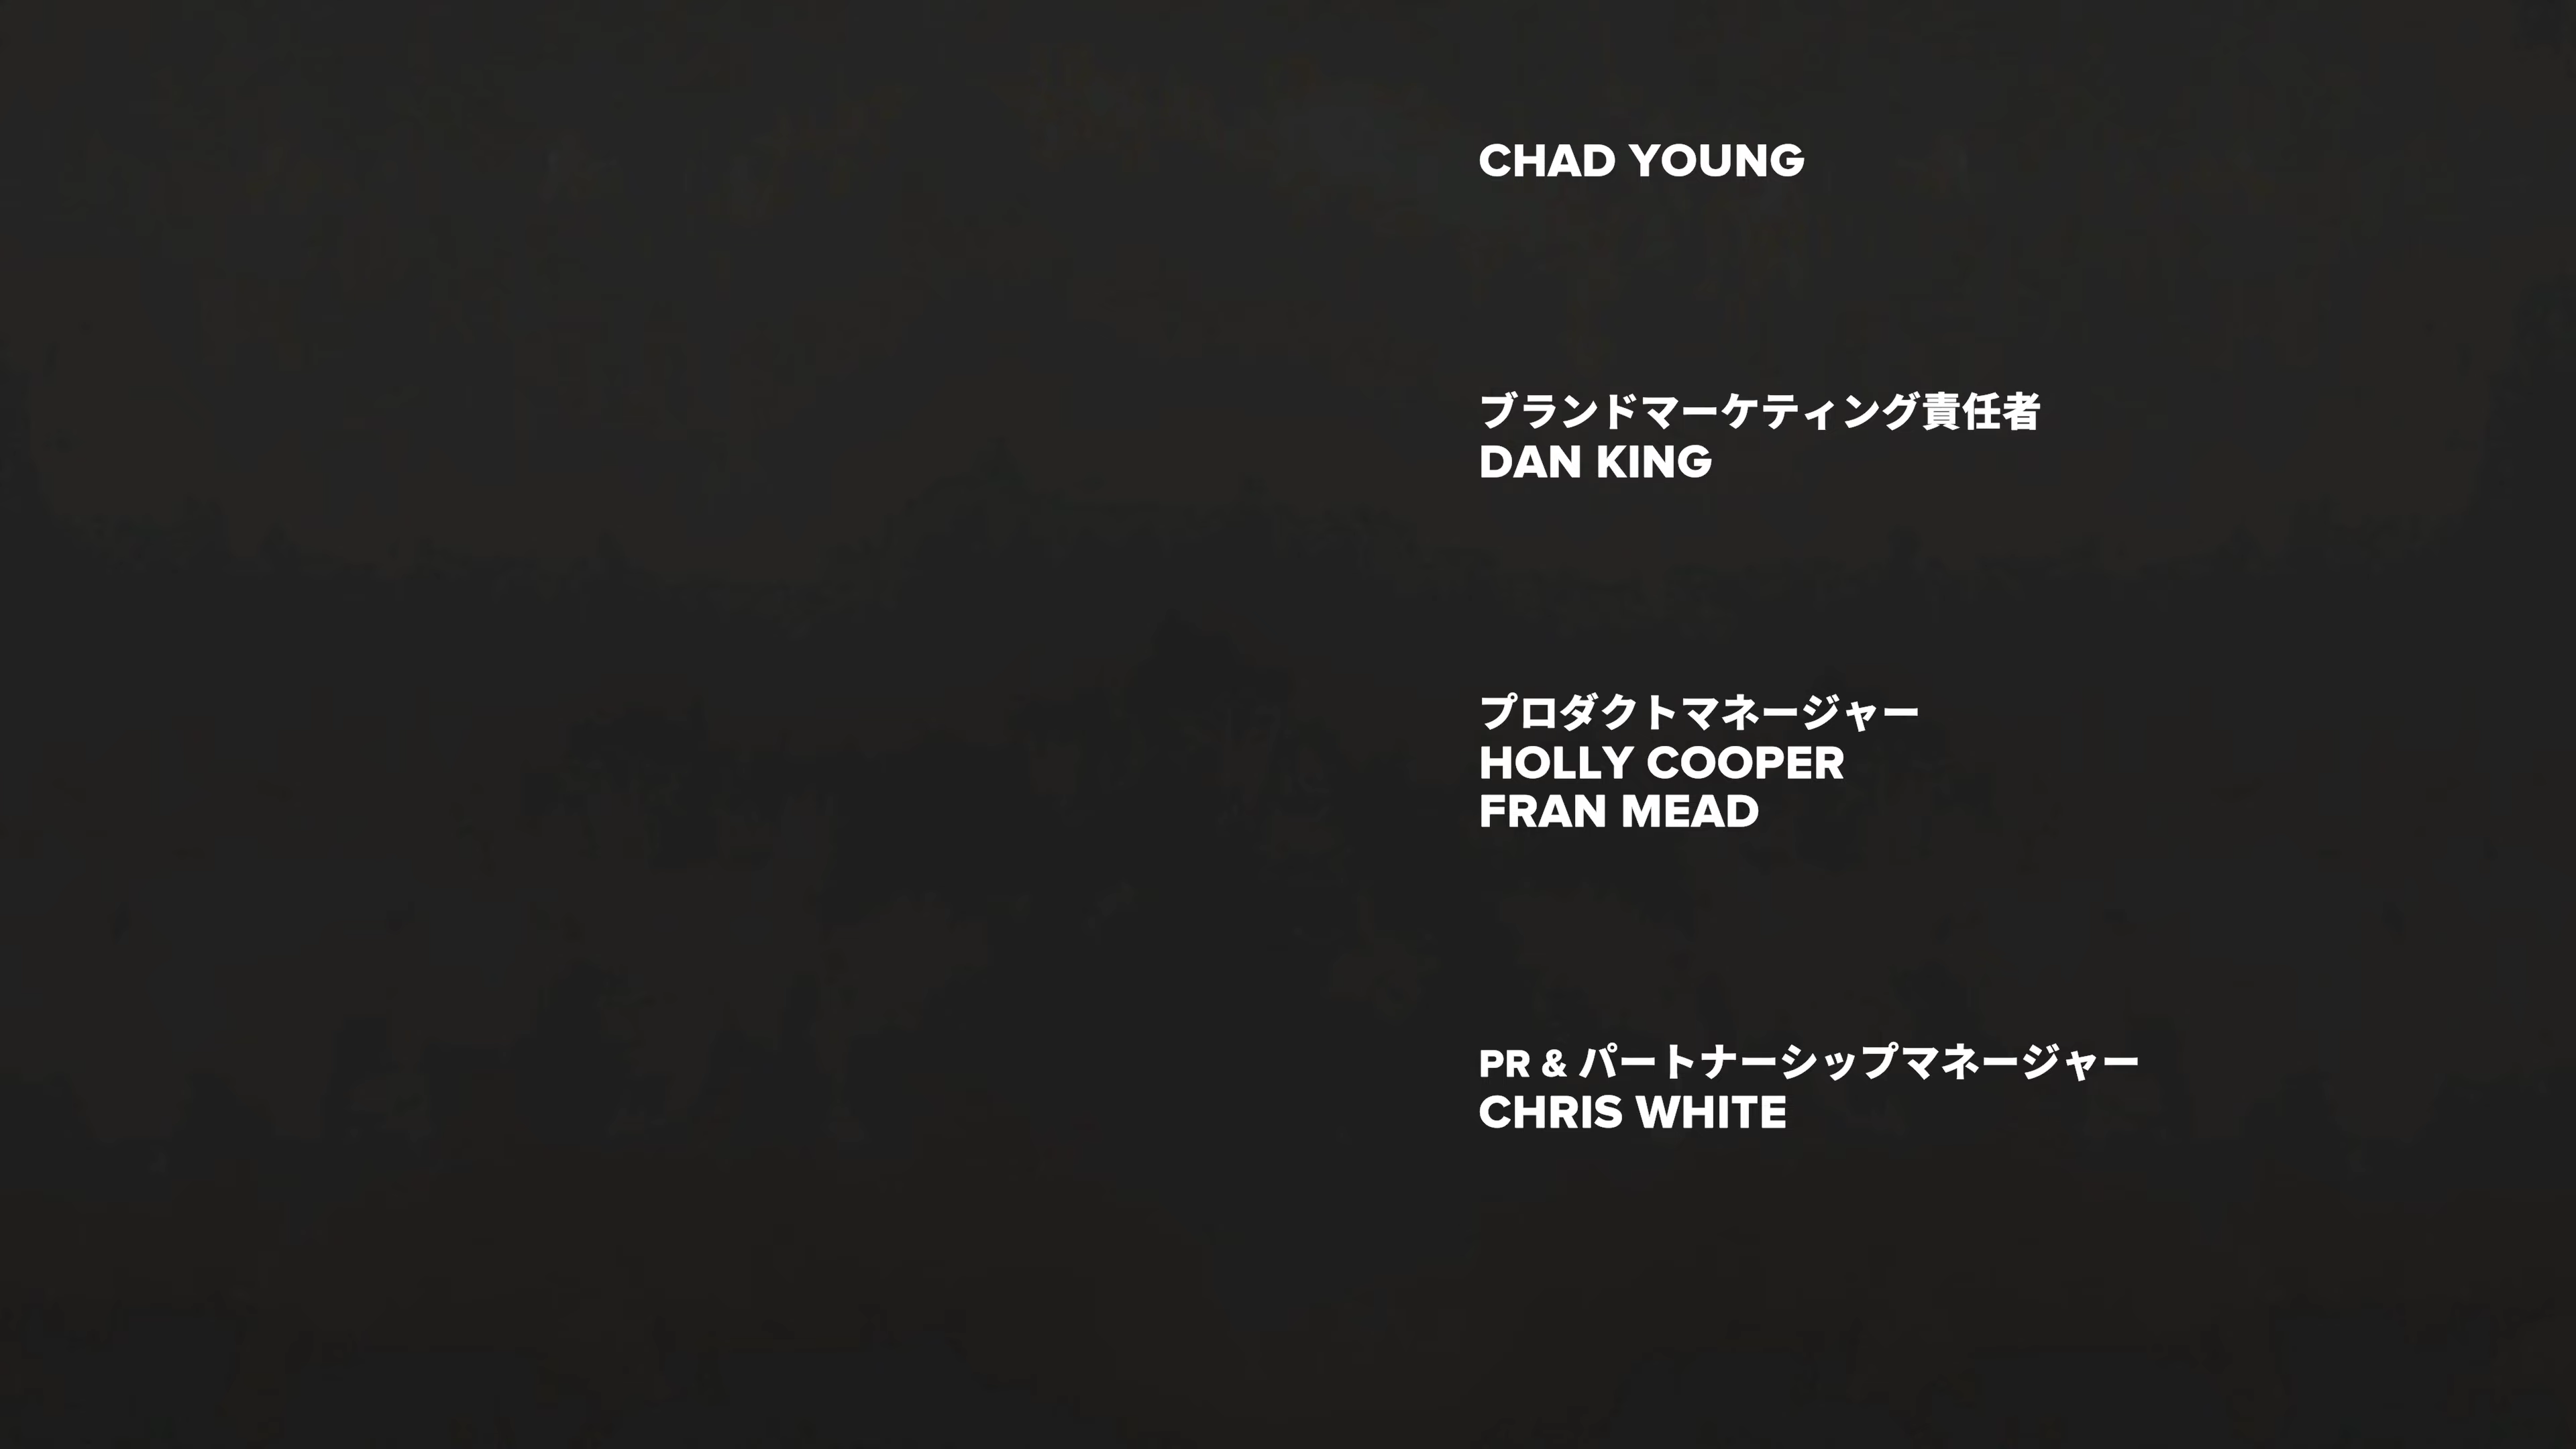 CHAD YOUNG
ブランドマーケティング責任者
DAN KING
プロダクトマネージャー
HOLLY COOPER
FRAN MEAD
PR & パートナーシップマネージャー
CHRIS WHITE